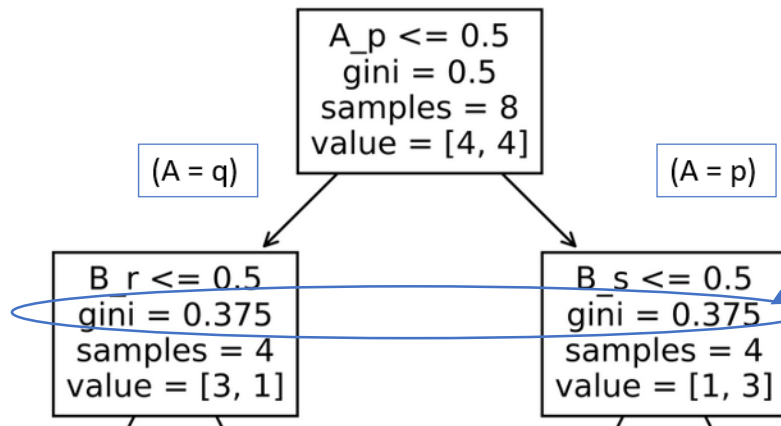 A_p <= 0.5
gini = 0.5
samples = 8
value = [4, 4]
(A = q)
(A = p)
B_r <= 0.5
gini = 0.375
samples = 4
value = [3, 1]
B_s <= 0.5
gini = 0.375
samples = 4
value = [1, 3]